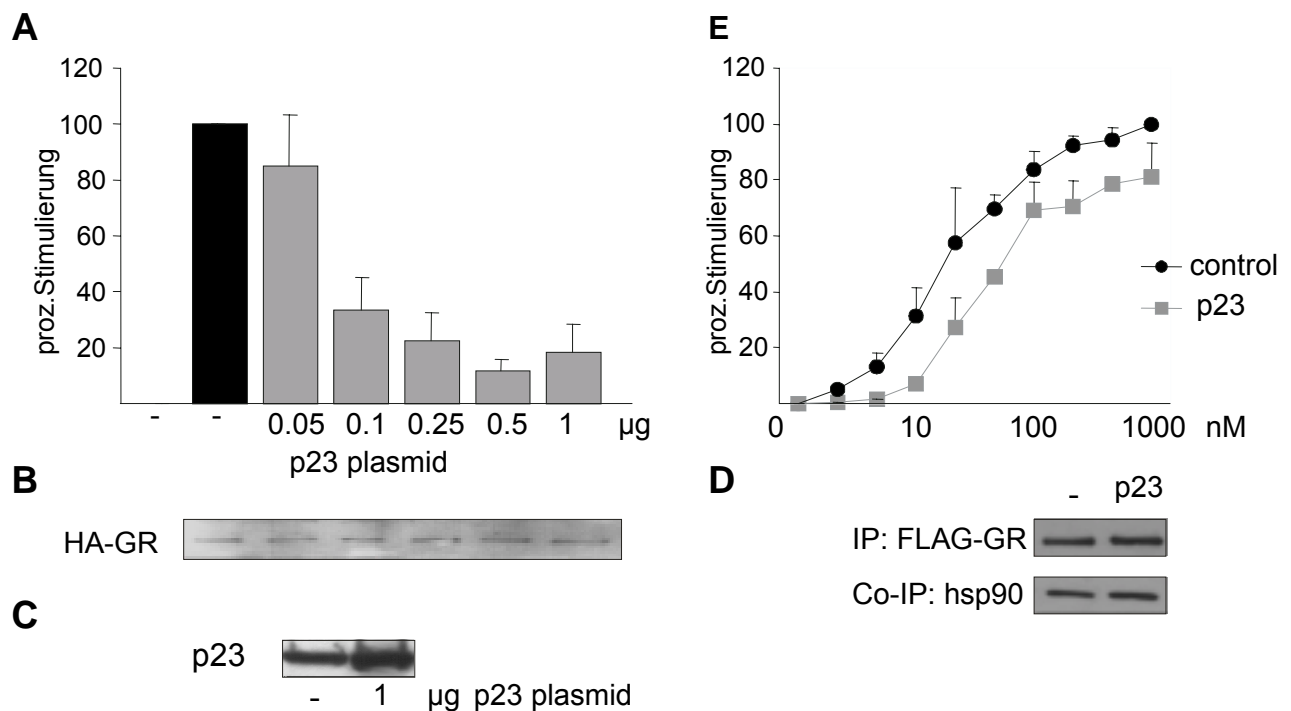 A
120
100
80
60
40
20
proz.Stimulierung
- - 0.05 0.1 0.25 0.5 1 µg
p23 plasmid
B
HA-GR
C
p23
- 1 µg p23 plasmid
E
120
100
80
60
40
20
proz.Stimulierung
control
p23
0 10 100 1000 nM
D
- p23
IP: FLAG-GR
Co-IP: hsp90